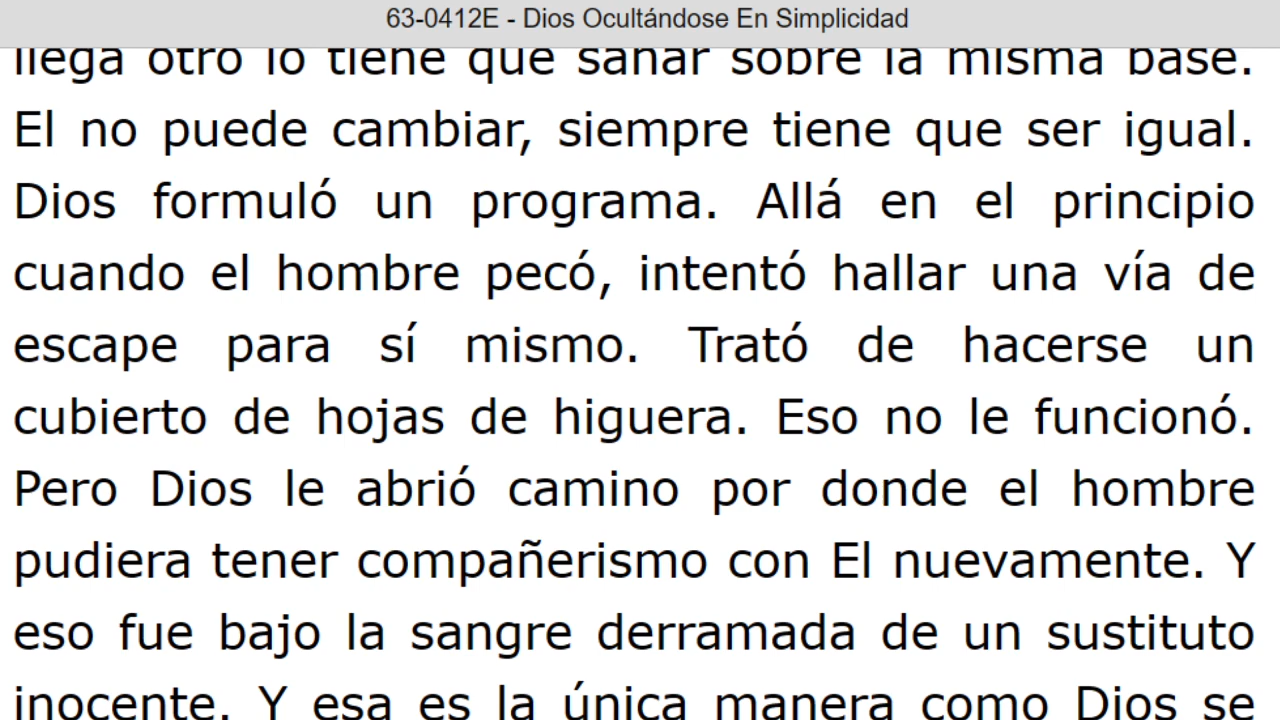 63-0412E - Dios Ocultándose En Simplicidad
llega otro lo tiene que sanar sobre la misma base.
El no puede cambiar, siempre tiene que ser igual.
Dios formuló un programa. Allá en el principio
cuando el hombre pecó, intentó hallar una vía de
escape para sí mismo. Trató de hacerse un
cubierto de hojas de higuera. Eso no le funcionó.
Pero Dios le abrió camino por donde el hombre
pudiera tener compañerismo con El nuevamente. Y
eso fue bajo la sangre derramada de un sustituto
inocente. Y esa es la única manera como Dios se